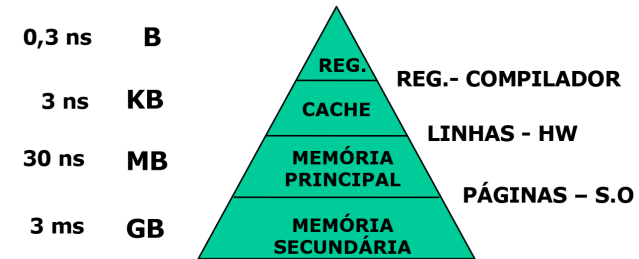 0,3 ns B REG.
REG.- COMPILADOR
3 ns KB CACHE
LINHAS - HW
30 ns MB MEMÓRIA
PRINCIPAL
PÁGINAS – S.O
3 ms GB MEMÓRIA
SECUNDÁRIA